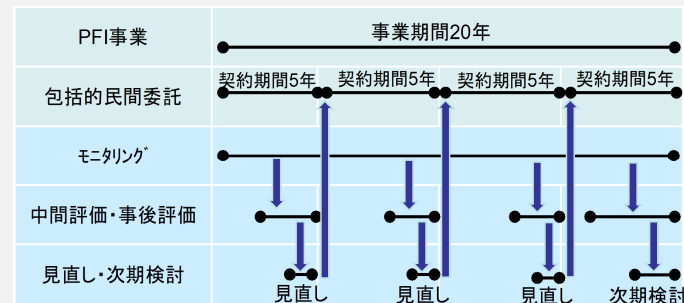 PFI事業
事業期間20年
包括的民間委託
契約期間5年
契約期間5年
契約期間5年
契約期間5年
ﾓﾆﾀﾘﾝｸﾞ
中間評価・事後評価
見直し・次期検討
見直し
見直し
見直し
次期検討